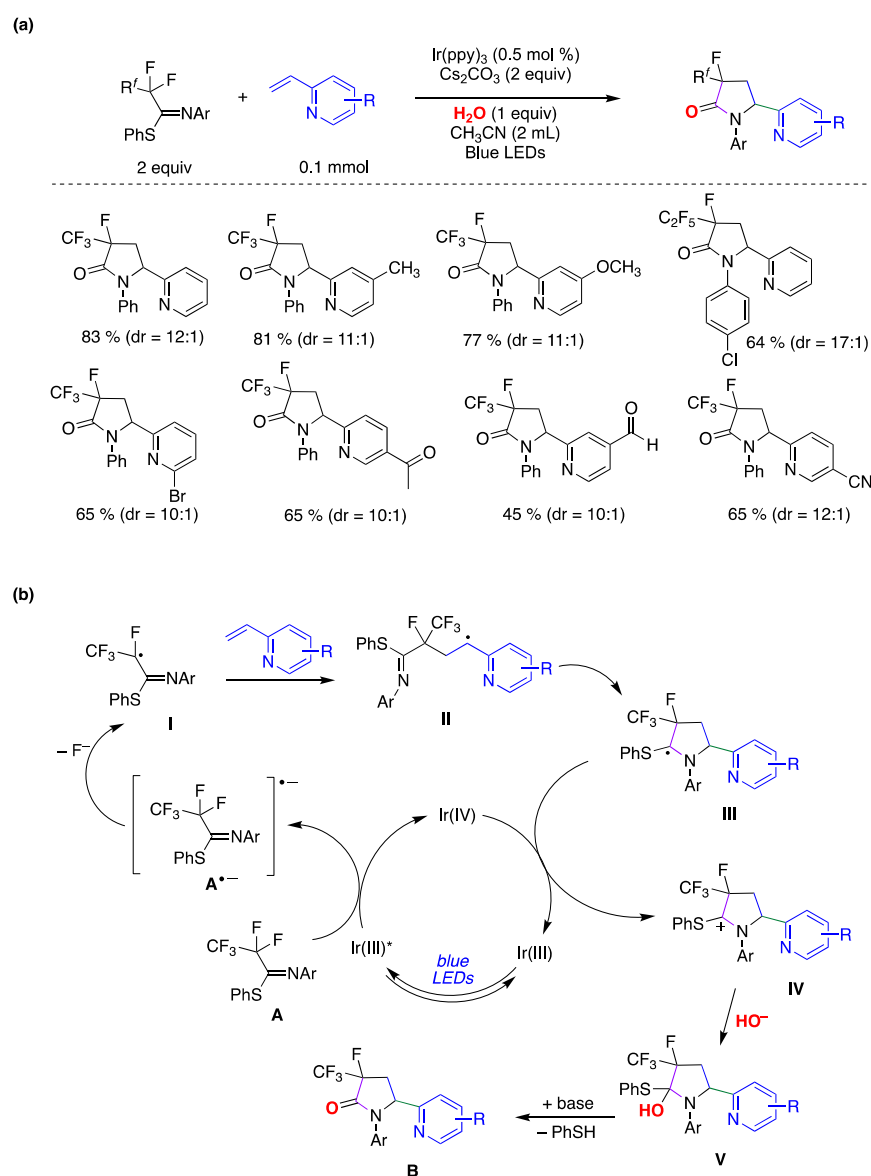 (a)
R^f F F
NAr
PhS
2 equiv
+
R
N
0.1 mmol
Ir(ppy)3 (0.5 mol %)
Cs2CO3 (2 equiv)
H2O (1 equiv)
CH3CN (2 mL)
Blue LEDs
R^f F
O N
Ar
N R
CF3 F
O N
Ph N
83 % (dr = 12:1)
CF3 F
O N CH3
Ph N
81 % (dr = 11:1)
CF3 F
O N OCH3
Ph N
77 % (dr = 11:1)
C2F5 F
O N
N
Cl
64 % (dr = 17:1)
CF3 F
O N
Ph N
Br
65 % (dr = 10:1)
CF3 F
O N
Ph N O
65 % (dr = 10:1)
CF3 F O
O N H
Ph N
45 % (dr = 10:1)
CF3 F
O N
Ph N CN
65 % (dr = 12:1)
(b)
F
CF3 •
NAr
PhS
I
R
N
F CF3 •
PhS
N
Ar
N R
II
F
CF3
PhS •
N
Ar
N R
III
– F–
F F
CF3
NAr
PhS
•–
A•–
Ir(IV)
F F
CF3
NAr
PhS
A
Ir(III)*
blue
LEDs
Ir(III)
F
CF3
PhS +
N
Ar
N R
IV
HO–
F
CF3
PhS
HO N
Ar
N R
V
+ base
– PhSH
F
CF3
O N
Ar
N R
B